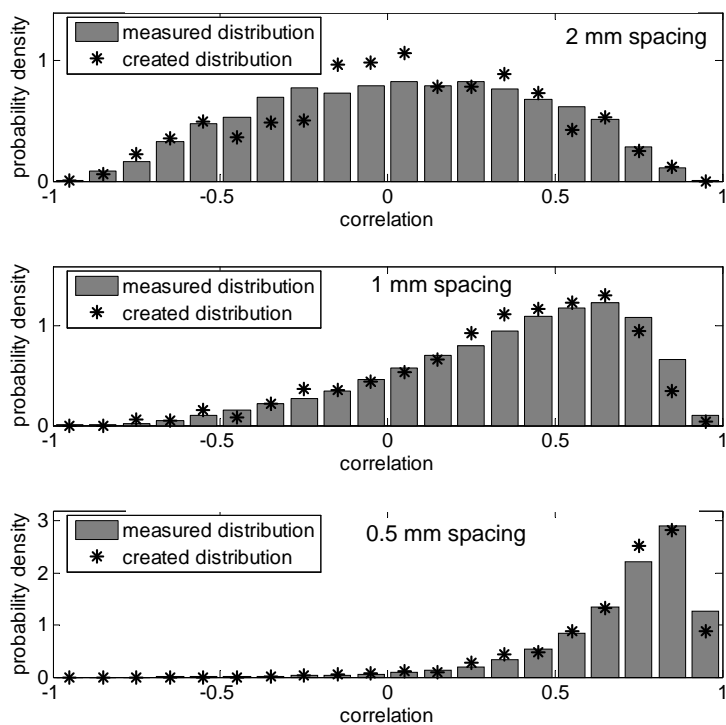 measured distribution
created distribution
2 mm spacing
probability density
1
0
-1 -0.5 0 0.5 1
correlation
measured distribution
created distribution
1 mm spacing
probability density
1
0
-1 -0.5 0 0.5 1
correlation
measured distribution
created distribution
0.5 mm spacing
probability density
3
2
1
0
-1 -0.5 0 0.5 1
correlation